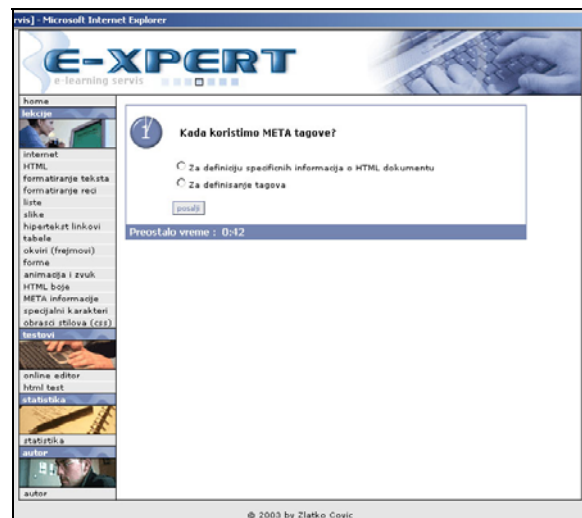 vis] - Microsoft Internet Explorer
E-XPERT
e-learning servis
home
lekcije
internet
HTML
formatiranje teksta
formatiranje reci
liste
slike
hipertekst linkovi
tabele
okviri (frejmovi)
forme
animacija i zvuk
HTML boje
META informacije
specijalni karakteri
obrasci stilova (css)
testovi
online editor
html test
statistika
statistika
autor
autor
1
Kada koristimo META tagove?
Za definiciju specificnih informacija o HTML dokumentu
Za definisanje tagova
posalji
Preostalo vreme : 0:42
© 2003 by Zlatko Covic